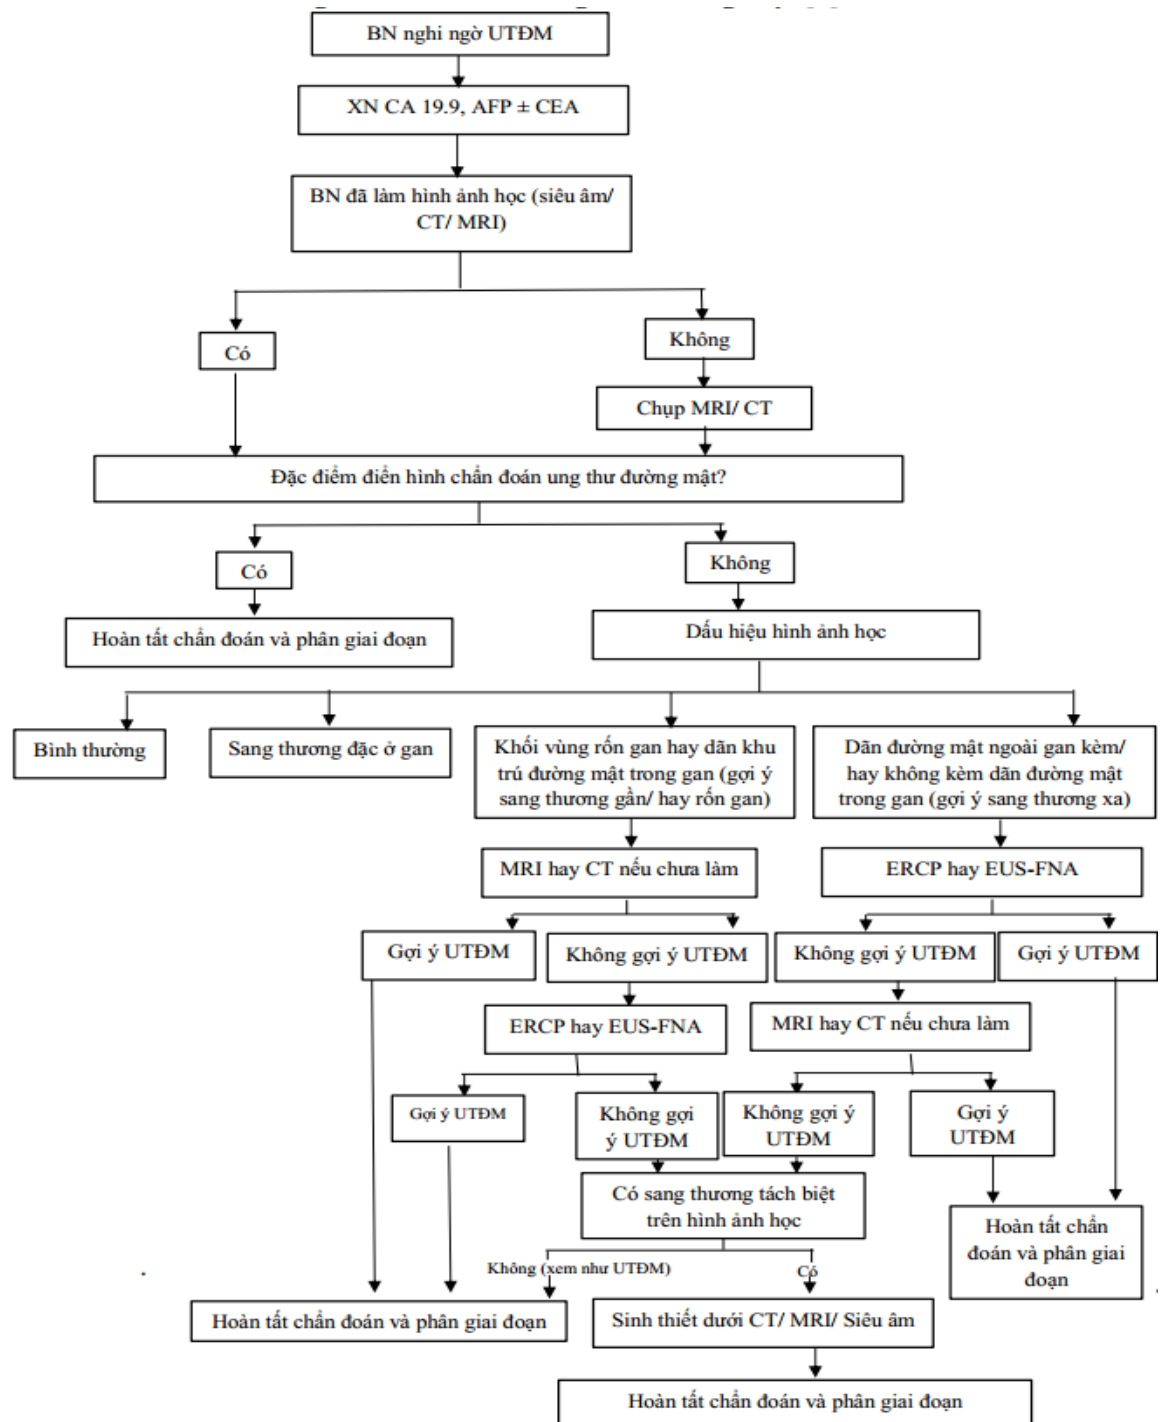 BN nghi ngờ UTĐM
XN CA 19.9, AFP ± CEA
BN đã làm hình ảnh học (siêu âm/
CT/ MRI)
Có
Không
Chụp MRI/ CT
Đặc điểm điển hình chẩn đoán ung thư đường mật?
Có
Không
Hoàn tất chẩn đoán và phân giai đoạn
Dấu hiệu hình ảnh học
Bình thường
Sang thương đặc ở gan
Khối vùng rốn gan hay dãn khu
trú đường mật trong gan (gợi ý
sang thương gần/ hay rốn gan)
Dãn đường mật ngoài gan kèm/
hay không kèm dãn đường mật
trong gan (gợi ý sang thương xa)
MRI hay CT nếu chưa làm
ERCP hay EUS-FNA
Gợi ý UTĐM
Không gợi ý UTĐM
Không gợi ý UTĐM
Gợi ý UTĐM
ERCP hay EUS-FNA
MRI hay CT nếu chưa làm
Gợi ý UTĐM
Không gợi
ý UTĐM
Không gợi ý
UTĐM
Gợi ý
UTĐM
Có sang thương tách biệt
trên hình ảnh học
Hoàn tất chẩn
đoán và phân giai
đoạn
Không (xem như UTĐM)
Có
Hoàn tất chẩn đoán và phân giai đoạn
Sinh thiết dưới CT/ MRI/ Siêu âm
Hoàn tất chẩn đoán và phân giai đoạn